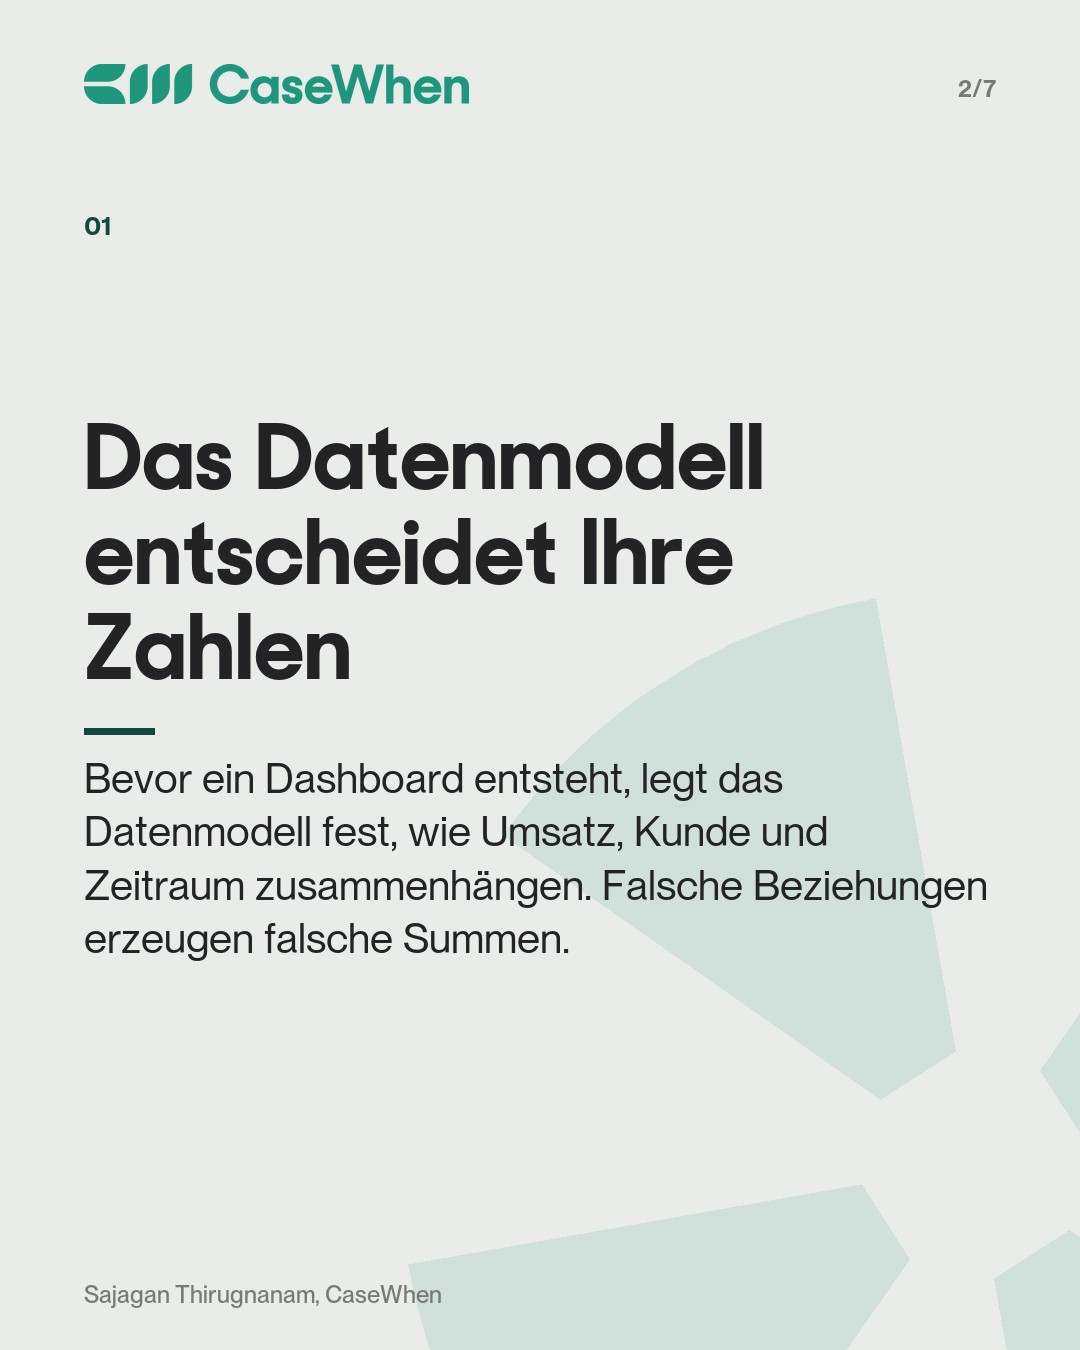 CaseWhen
2/7
01
Das Datenmodell
entscheidet Ihre
Zahlen
Bevor ein Dashboard entsteht, legt das
Datenmodell fest, wie Umsatz, Kunde und
Zeitraum zusammenhängen. Falsche Beziehungen
erzeugen falsche Summen.
Sajagan Thirugnanam, CaseWhen